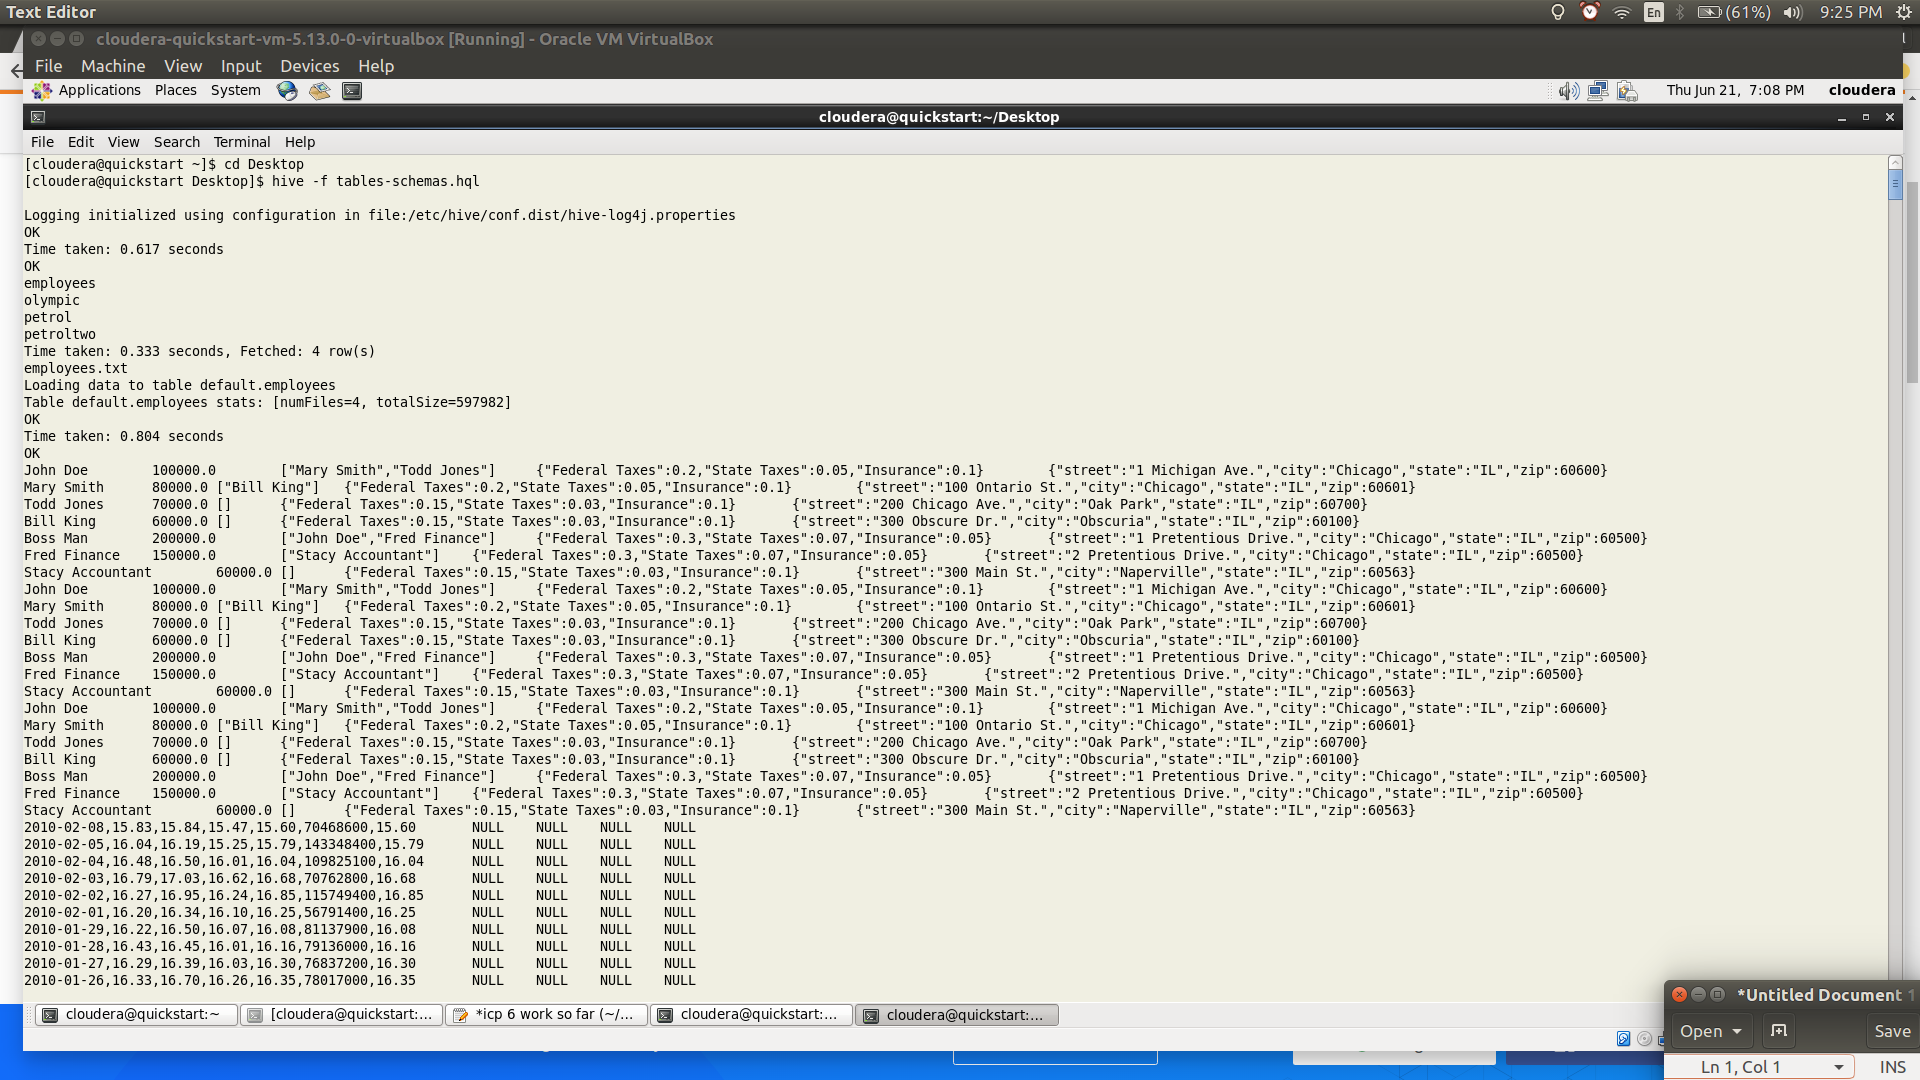 Text Editor
En
(61%)
9:25 PM
cloudera-quickstart-vm-5.13.0-0-virtualbox [Running] - Oracle VM VirtualBox
File Machine View Input Devices Help
Applications Places System
Thu Jun 21, 7:08 PM
cloudera
cloudera@quickstart:~/Desktop
File Edit View Search Terminal Help
[cloudera@quickstart ~]$ cd Desktop
[cloudera@quickstart Desktop]$ hive -f tables-schemas.hql
Logging initialized using configuration in file:/etc/hive/conf.dist/hive-log4j.properties
OK
Time taken: 0.617 seconds
OK
employees
olympic
petrol
petroltwo
Time taken: 0.333 seconds, Fetched: 4 row(s)
employees.txt
Loading data to table default.employees
Table default.employees stats: [numFiles=4, totalSize=597982]
OK
Time taken: 0.804 seconds
OK
John Doe 100000.0 ["Mary Smith","Todd Jones"] {"Federal Taxes":0.2,"State Taxes":0.05,"Insurance":0.1} {"street":"1 Michigan Ave.","city":"Chicago","state":"IL","zip":60600}
Mary Smith 80000.0 ["Bill King"] {"Federal Taxes":0.2,"State Taxes":0.05,"Insurance":0.1} {"street":"100 Ontario St.","city":"Chicago","state":"IL","zip":60601}
Todd Jones 70000.0 [] {"Federal Taxes":0.15,"State Taxes":0.03,"Insurance":0.1} {"street":"200 Chicago Ave.","city":"Oak Park","state":"IL","zip":60700}
Bill King 60000.0 [] {"Federal Taxes":0.15,"State Taxes":0.03,"Insurance":0.1} {"street":"300 Obscure Dr.","city":"Obscuria","state":"IL","zip":60100}
Boss Man 200000.0 ["John Doe","Fred Finance"] {"Federal Taxes":0.3,"State Taxes":0.07,"Insurance":0.05} {"street":"1 Pretentious Drive.","city":"Chicago","state":"IL","zip":60500}
Fred Finance 150000.0 ["Stacy Accountant"] {"Federal Taxes":0.3,"State Taxes":0.07,"Insurance":0.05} {"street":"2 Pretentious Drive.","city":"Chicago","state":"IL","zip":60500}
Stacy Accountant 60000.0 [] {"Federal Taxes":0.15,"State Taxes":0.03,"Insurance":0.1} {"street":"300 Main St.","city":"Naperville","state":"IL","zip":60563}
John Doe 100000.0 ["Mary Smith","Todd Jones"] {"Federal Taxes":0.2,"State Taxes":0.05,"Insurance":0.1} {"street":"1 Michigan Ave.","city":"Chicago","state":"IL","zip":60600}
Mary Smith 80000.0 ["Bill King"] {"Federal Taxes":0.2,"State Taxes":0.05,"Insurance":0.1} {"street":"100 Ontario St.","city":"Chicago","state":"IL","zip":60601}
Todd Jones 70000.0 [] {"Federal Taxes":0.15,"State Taxes":0.03,"Insurance":0.1} {"street":"200 Chicago Ave.","city":"Oak Park","state":"IL","zip":60700}
Bill King 60000.0 [] {"Federal Taxes":0.15,"State Taxes":0.03,"Insurance":0.1} {"street":"300 Obscure Dr.","city":"Obscuria","state":"IL","zip":60100}
Boss Man 200000.0 ["John Doe","Fred Finance"] {"Federal Taxes":0.3,"State Taxes":0.07,"Insurance":0.05} {"street":"1 Pretentious Drive.","city":"Chicago","state":"IL","zip":60500}
Fred Finance 150000.0 ["Stacy Accountant"] {"Federal Taxes":0.3,"State Taxes":0.07,"Insurance":0.05} {"street":"2 Pretentious Drive.","city":"Chicago","state":"IL","zip":60500}
Stacy Accountant 60000.0 [] {"Federal Taxes":0.15,"State Taxes":0.03,"Insurance":0.1} {"street":"300 Main St.","city":"Naperville","state":"IL","zip":60563}
John Doe 100000.0 ["Mary Smith","Todd Jones"] {"Federal Taxes":0.2,"State Taxes":0.05,"Insurance":0.1} {"street":"1 Michigan Ave.","city":"Chicago","state":"IL","zip":60600}
Mary Smith 80000.0 ["Bill King"] {"Federal Taxes":0.2,"State Taxes":0.05,"Insurance":0.1} {"street":"100 Ontario St.","city":"Chicago","state":"IL","zip":60601}
Todd Jones 70000.0 [] {"Federal Taxes":0.15,"State Taxes":0.03,"Insurance":0.1} {"street":"200 Chicago Ave.","city":"Oak Park","state":"IL","zip":60700}
Bill King 60000.0 [] {"Federal Taxes":0.15,"State Taxes":0.03,"Insurance":0.1} {"street":"300 Obscure Dr.","city":"Obscuria","state":"IL","zip":60100}
Boss Man 200000.0 ["John Doe","Fred Finance"] {"Federal Taxes":0.3,"State Taxes":0.07,"Insurance":0.05} {"street":"1 Pretentious Drive.","city":"Chicago","state":"IL","zip":60500}
Fred Finance 150000.0 ["Stacy Accountant"] {"Federal Taxes":0.3,"State Taxes":0.07,"Insurance":0.05} {"street":"2 Pretentious Drive.","city":"Chicago","state":"IL","zip":60500}
Stacy Accountant 60000.0 [] {"Federal Taxes":0.15,"State Taxes":0.03,"Insurance":0.1} {"street":"300 Main St.","city":"Naperville","state":"IL","zip":60563}
2010-02-08,15.83,15.84,15.47,15.60,70468600,15.60 NULL NULL NULL NULL
2010-02-05,16.04,16.19,15.25,15.79,143348400,15.79 NULL NULL NULL NULL
2010-02-04,16.48,16.50,16.01,16.04,109825100,16.04 NULL NULL NULL NULL
2010-02-03,16.79,17.03,16.62,16.68,70762800,16.68 NULL NULL NULL NULL
2010-02-02,16.27,16.95,16.24,16.85,115749400,16.85 NULL NULL NULL NULL
2010-02-01,16.20,16.34,16.10,16.25,56791400,16.25 NULL NULL NULL NULL
2010-01-29,16.22,16.50,16.07,16.08,81137900,16.08 NULL NULL NULL NULL
2010-01-28,16.43,16.45,16.01,16.16,79136000,16.16 NULL NULL NULL NULL
2010-01-27,16.29,16.39,16.03,16.30,76837200,16.30 NULL NULL NULL NULL
2010-01-26,16.33,16.70,16.26,16.35,78017000,16.35 NULL NULL NULL NULL
cloudera@quickstart:~
[cloudera@quickstart:...
*icp 6 work so far (~/...
cloudera@quickstart:...
cloudera@quickstart:...
*Untitled Document 1
Open
Save
Ln 1, Col 1
INS